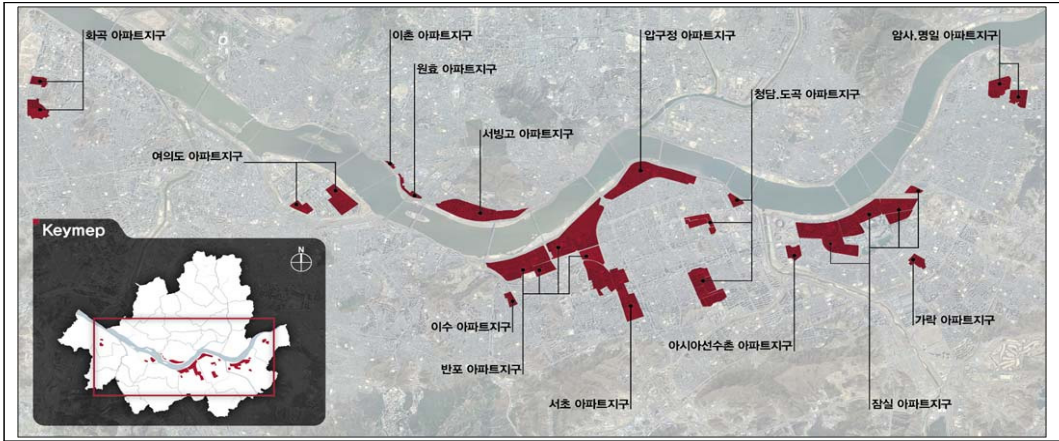 화곡 아파트지구
이촌 아파트지구
압구정 아파트지구
암사.명일 아파트지구
원효 아파트지구
청담.도곡 아파트지구
서빙고 아파트지구
여의도 아파트지구
Keymep
N
이수 아파트지구
가락 아파트지구
아시아선수촌 아파트지구
반포 아파트지구
서초 아파트지구
잠실 아파트지구